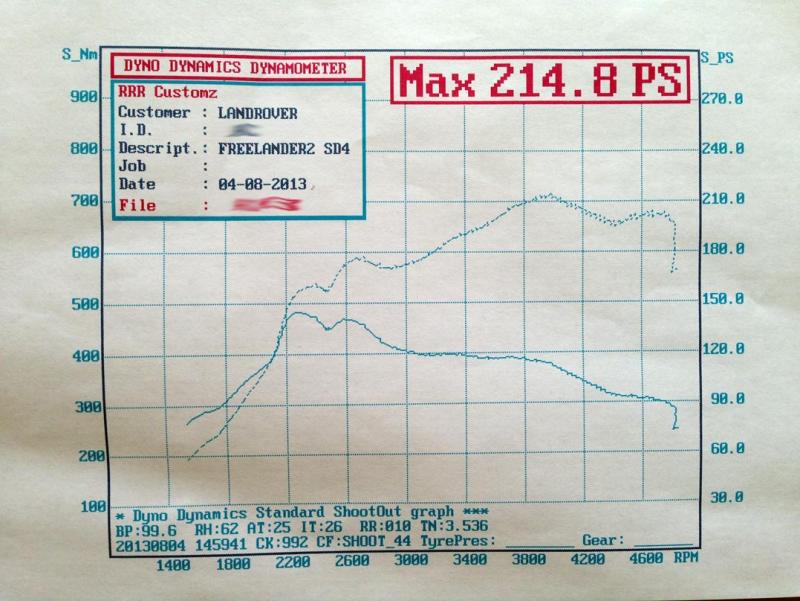 S_Nm
S_PS
DYNO DYNAMICS DYNAMOMETER
Max 214.8 PS
RRR Customz
Customer : LANDROVER
I.D. :
Descript.: FREELANDER2 SD4
Job :
Date : 04-08-2013
File :
900
800
700
600
500
400
300
200
100
270.0
240.0
210.0
180.0
150.0
120.0
90.0
60.0
30.0
* Dyno Dynamics Standard ShootOut graph ***
BP:99.6 RH:62 AT:25 IT:26 RR:010 TN:3.536
20130804 145941 CK:992 CF:SHOOT_44 TyrePres: ________ Gear: _______
1400 1800 2200 2600 3000 3400 3800 4200 4600 RPM